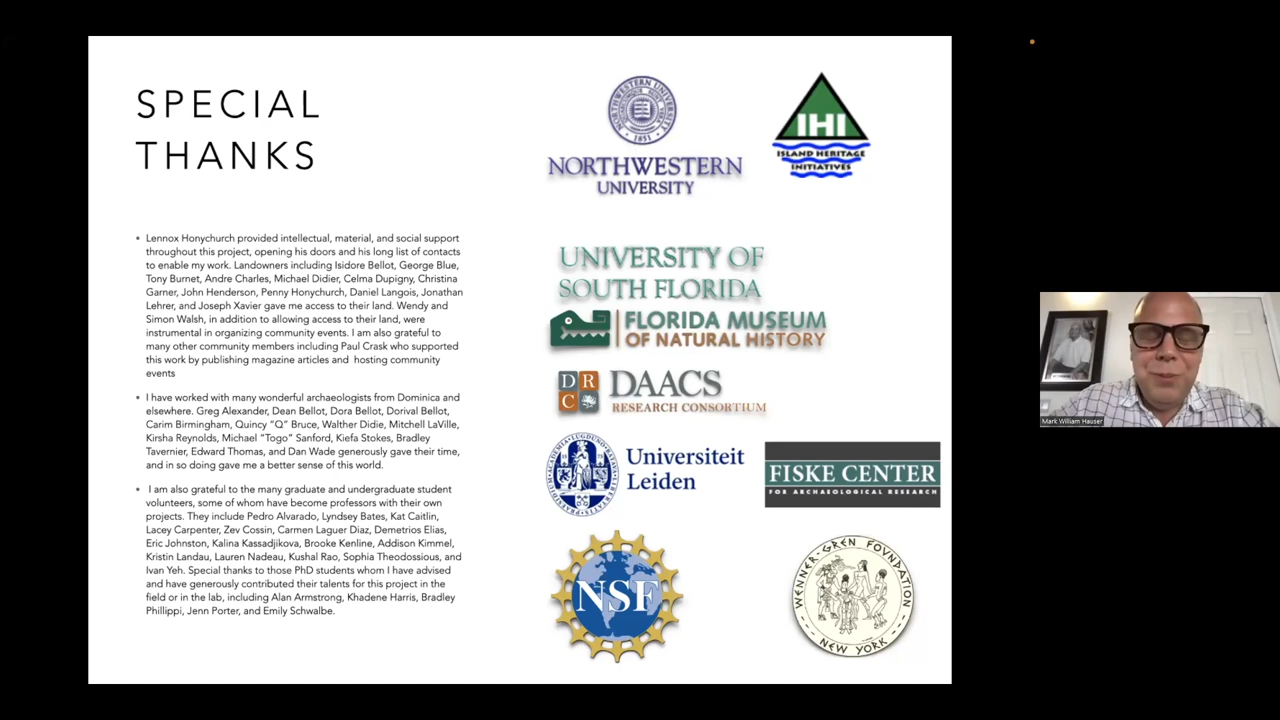 SPECIAL
THANKS
• Lennox Honychurch provided intellectual, material, and social support
throughout this project, opening his doors and his long list of contacts
to enable my work. Landowners including Isidore Bellot, George Blue,
Tony Burnet, Andre Charles, Michael Didier, Celma Dupigny, Christina
Garner, John Henderson, Penny Honychurch, Daniel Langois, Jonathan
Lehrer, and Joseph Xavier gave me access to their land. Wendy and
Simon Walsh, in addition to allowing access to their land, were
instrumental in organizing community events. I am also grateful to
many other community members including Paul Crask who supported
this work by publishing magazine articles and hosting community
events
• I have worked with many wonderful archaeologists from Dominica and
elsewhere. Greg Alexander, Dean Bellot, Dora Bellot, Dorival Bellot,
Carim Birmingham, Quincy "Q" Bruce, Walther Didie, Mitchell LaVille,
Kirsha Reynolds, Michael "Togo" Sanford, Kiefa Stokes, Bradley
Tavernier, Edward Thomas, and Dan Wade generously gave their time,
and in so doing gave me a better sense of this world.
• I am also grateful to the many graduate and undergraduate student
volunteers, some of whom have become professors with their own
projects. They include Pedro Alvarado, Lyndsey Bates, Kat Caitlin,
Lacey Carpenter, Zev Cossin, Carmen Laguer Diaz, Demetrios Elias,
Eric Johnston, Kalina Kassadjikova, Brooke Kenline, Addison Kimmel,
Kristin Landau, Lauren Nadeau, Kushal Rao, Sophia Theodossious, and
Ivan Yeh. Special thanks to those PhD students whom I have advised
and have generously contributed their talents for this project in the
field or in the lab, including Alan Armstrong, Khadene Harris, Bradley
Phillippi, Jenn Porter, and Emily Schwalbe.
NORTHWESTERN UNIVERSITY
1851
NORTHWESTERN
UNIVERSITY
IHI
ISLAND HERITAGE
INITIATIVES
UNIVERSITY OF
SOUTH FLORIDA
FLORIDA MUSEUM
OF NATURAL HISTORY
DRC
DAACS
RESEARCH CONSORTIUM
Universiteit
Leiden
FISKE CENTER
FOR ARCHAEOLOGICAL RESEARCH
NSF
WENNER-GREN FOVNDATION
NEW YORK
Mark William Hauser